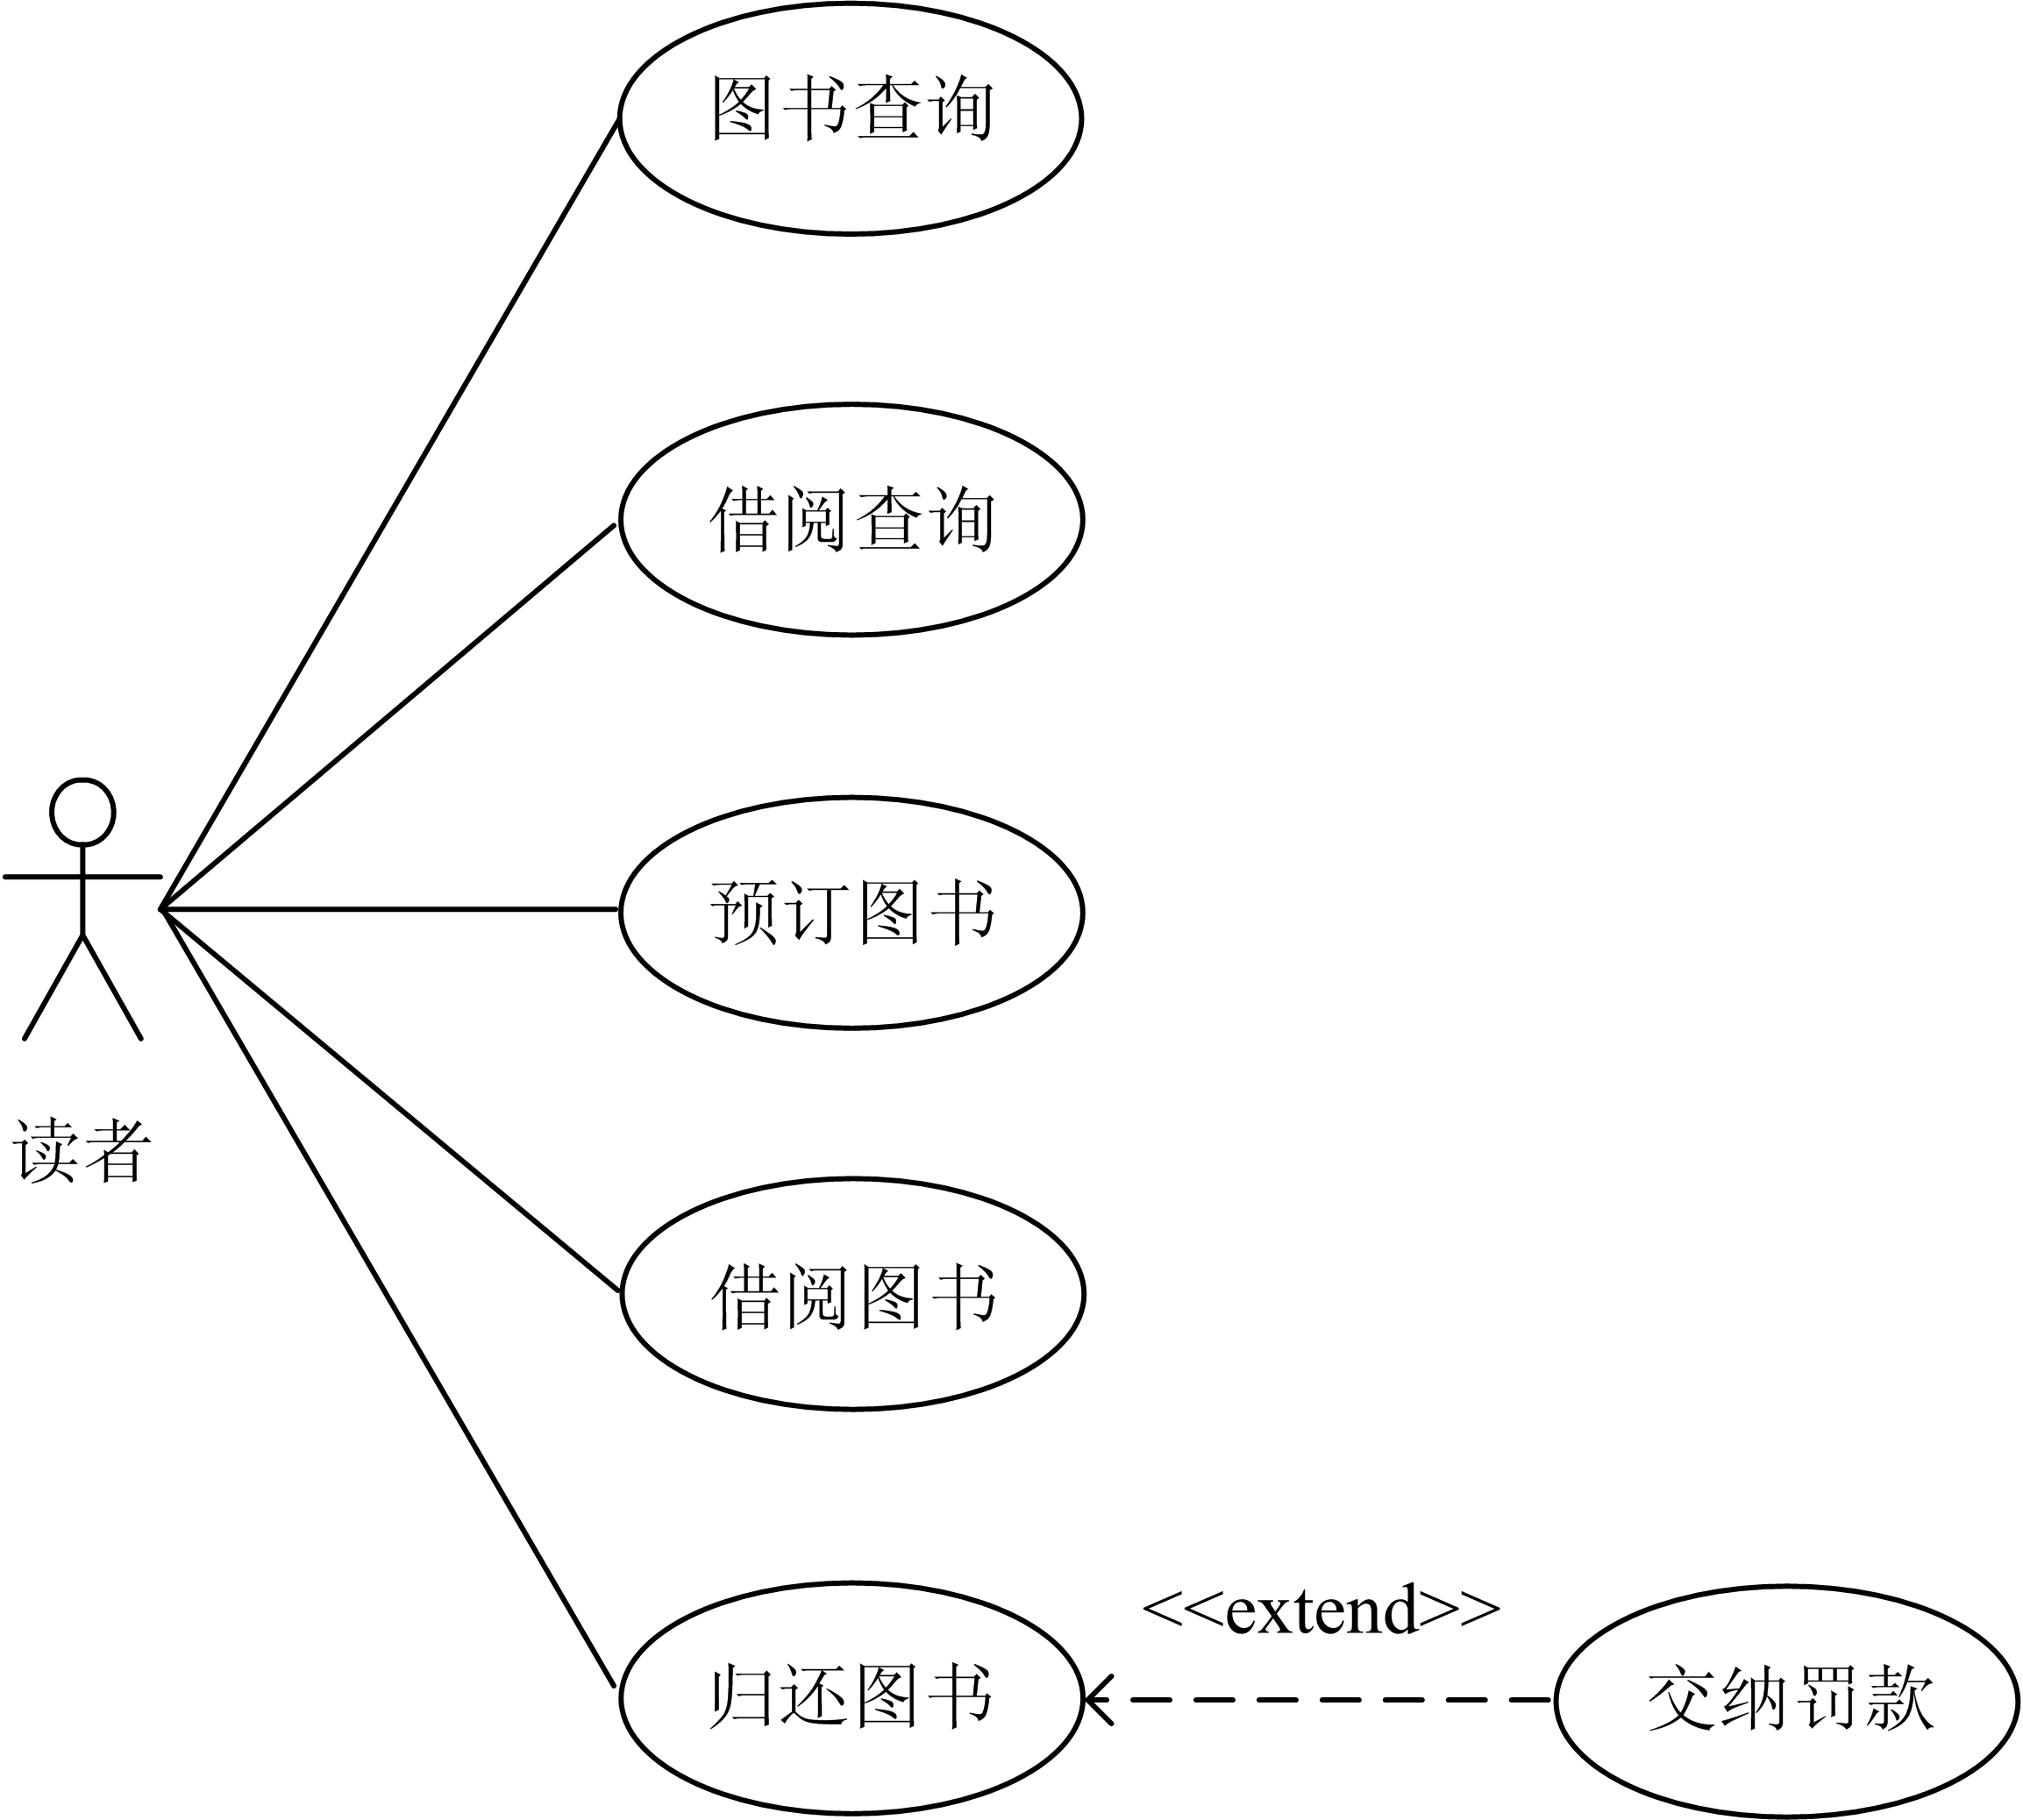 图书查询
借阅查询
预订图书
读者
借阅图书
<<extend>>
归还图书
交纳罚款